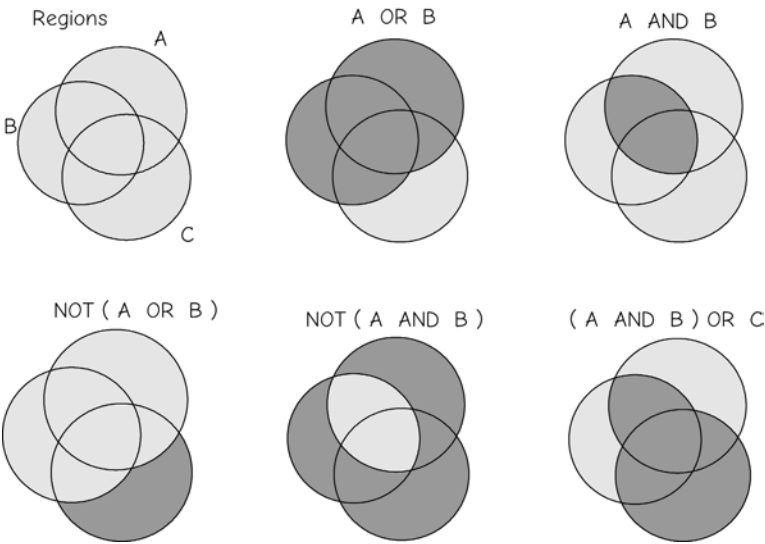 Regions
A
B
C
A OR B
A AND B
NOT ( A OR B )
NOT ( A AND B )
( A AND B ) OR C